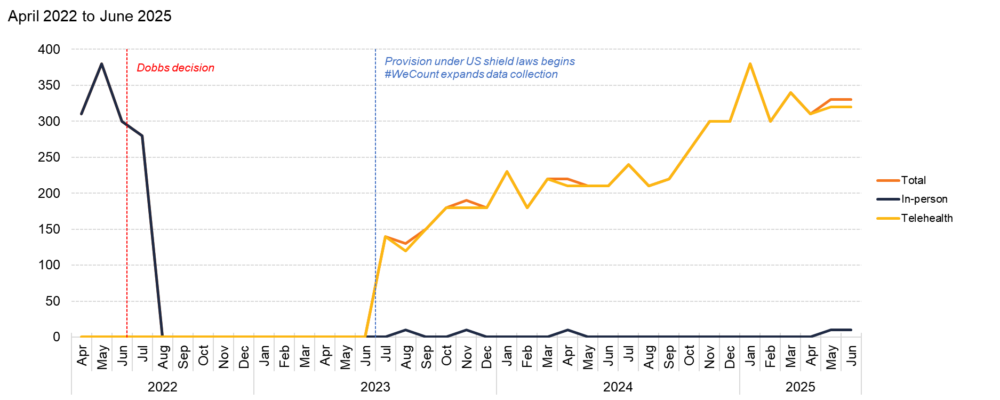 April 2022 to June 2025
400
350
300
250
200
150
100
50
0
Dobbs decision
Provision under US shield laws begins
#WeCount expands data collection
Total
In-person
Telehealth
Apr May Jun Jul Aug Sep Oct Nov Dec Jan Feb Mar Apr May Jun Jul Aug Sep Oct Nov Dec Jan Feb Mar Apr May Jun Jul Aug Sep Oct Nov Dec Jan Feb Mar Apr May Jun
2022 2023 2024 2025